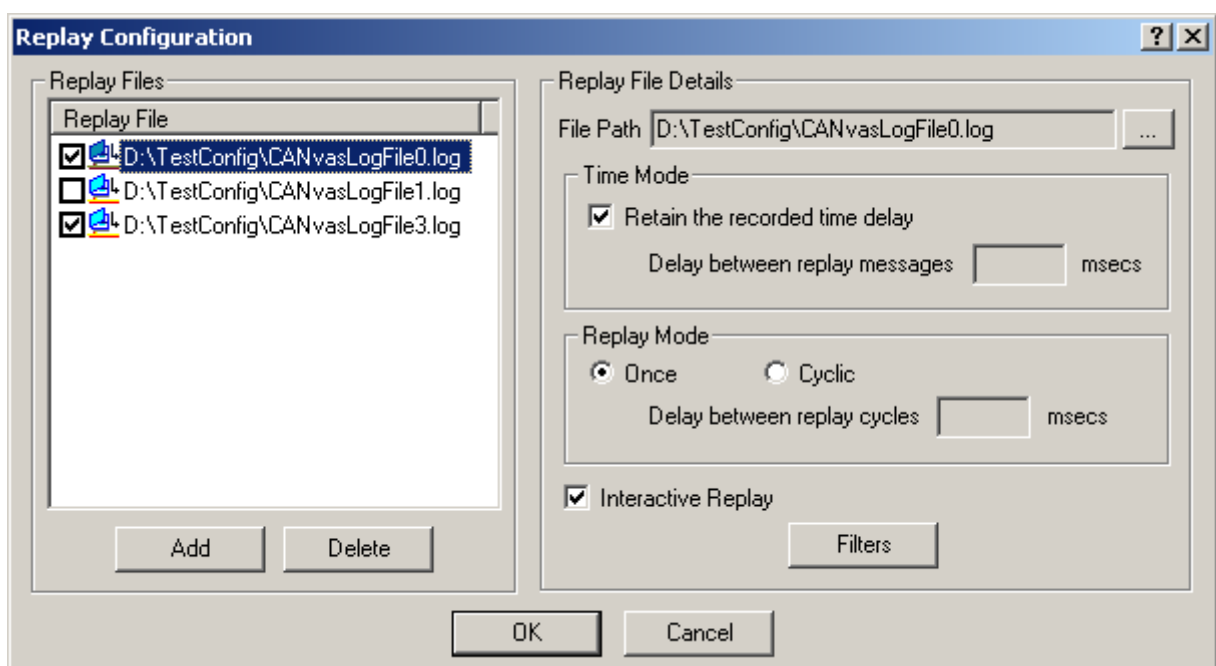 Replay Configuration
Replay Files
Replay File
D:\TestConfig\CANvasLogFile0.log
D:\TestConfig\CANvasLogFile1.log
D:\TestConfig\CANvasLogFile3.log
Add Delete
Replay File Details
File Path D:\TestConfig\CANvasLogFile0.log ...
Time Mode
Retain the recorded time delay
Delay between replay messages msecs
Replay Mode
Once Cyclic
Delay between replay cycles msecs
Interactive Replay
Filters
OK Cancel